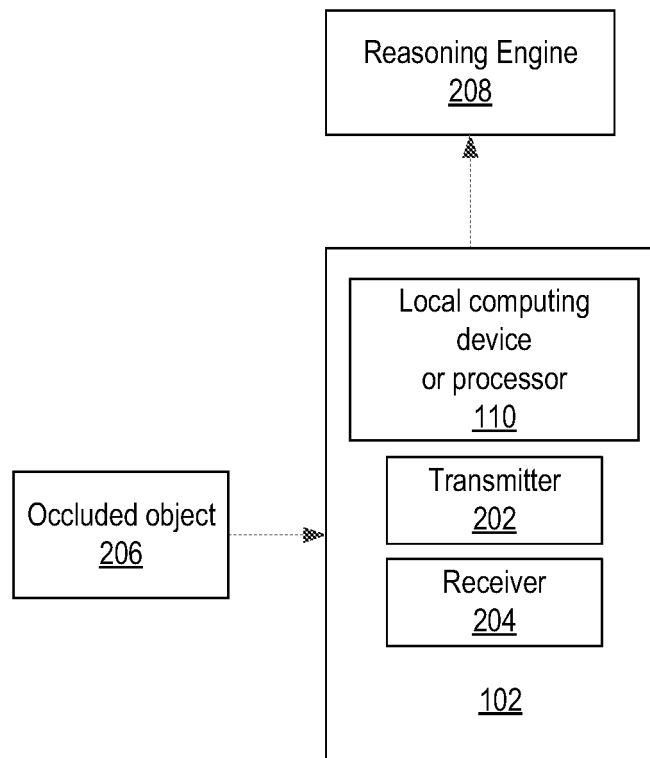 Reasoning Engine
208
Local computing
device
or processor
110
Occluded object
206
Transmitter
202
Receiver
204
102